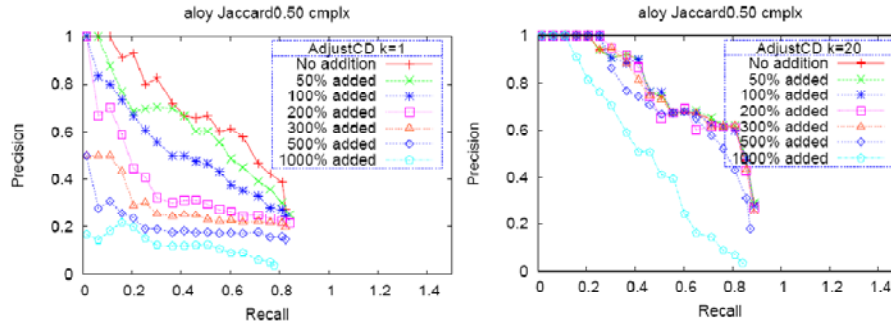 aloy Jaccard0.50 cmplx
AdjustCD k=1
No addition
50% added
100% added
200% added
300% added
500% added
1000% added
Precision
1
0.8
0.6
0.4
0.2
0
0 0.2 0.4 0.6 0.8 1 1.2 1.4
Recall
aloy Jaccard0.50 cmplx
AdjustCD k=20
No addition
50% added
100% added
200% added
300% added
500% added
1000% added
Precision
1
0.8
0.6
0.4
0.2
0
0 0.2 0.4 0.6 0.8 1 1.2 1.4
Recall